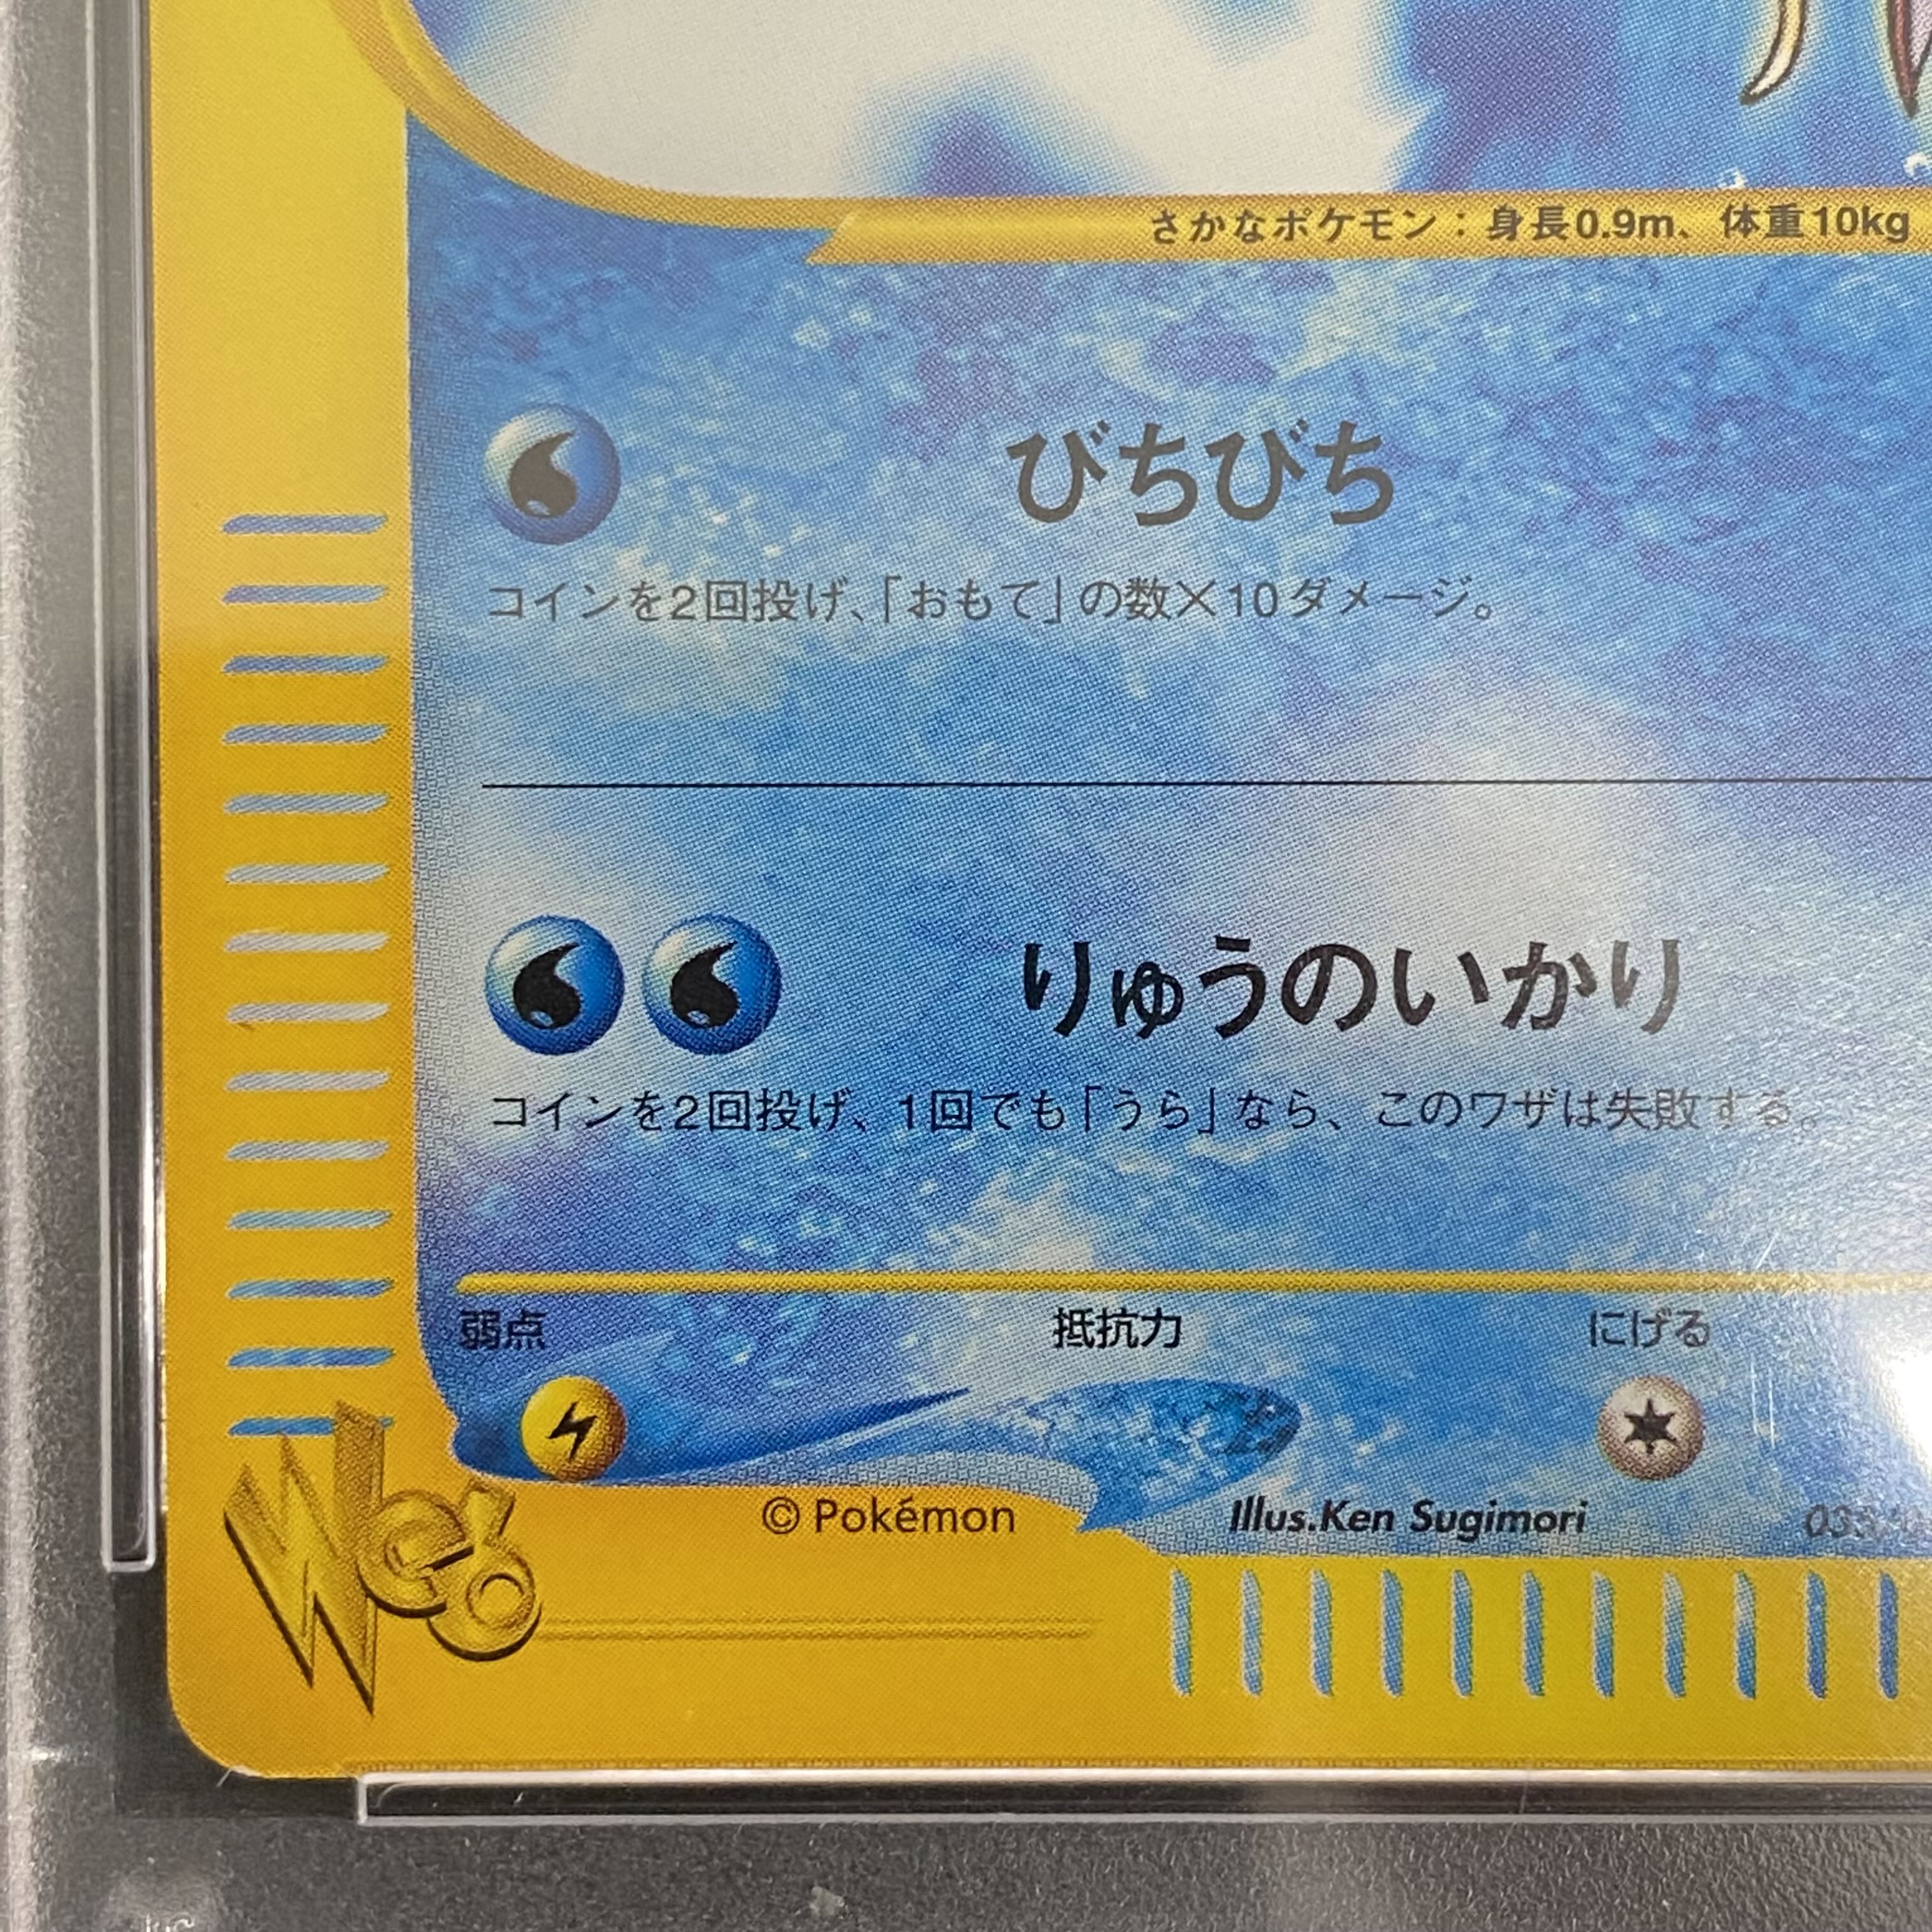 さかなポケモン：身長0.9m、体重10kg
びちびち
コインを2回投げ、「おもて」の数×10ダメージ。
りゅうのいかり
コインを2回投げ、1回でも「うら」なら、このワザは失敗する。
弱点 抵抗力 にげる
© Pokémon Illus.Ken Sugimori
Web